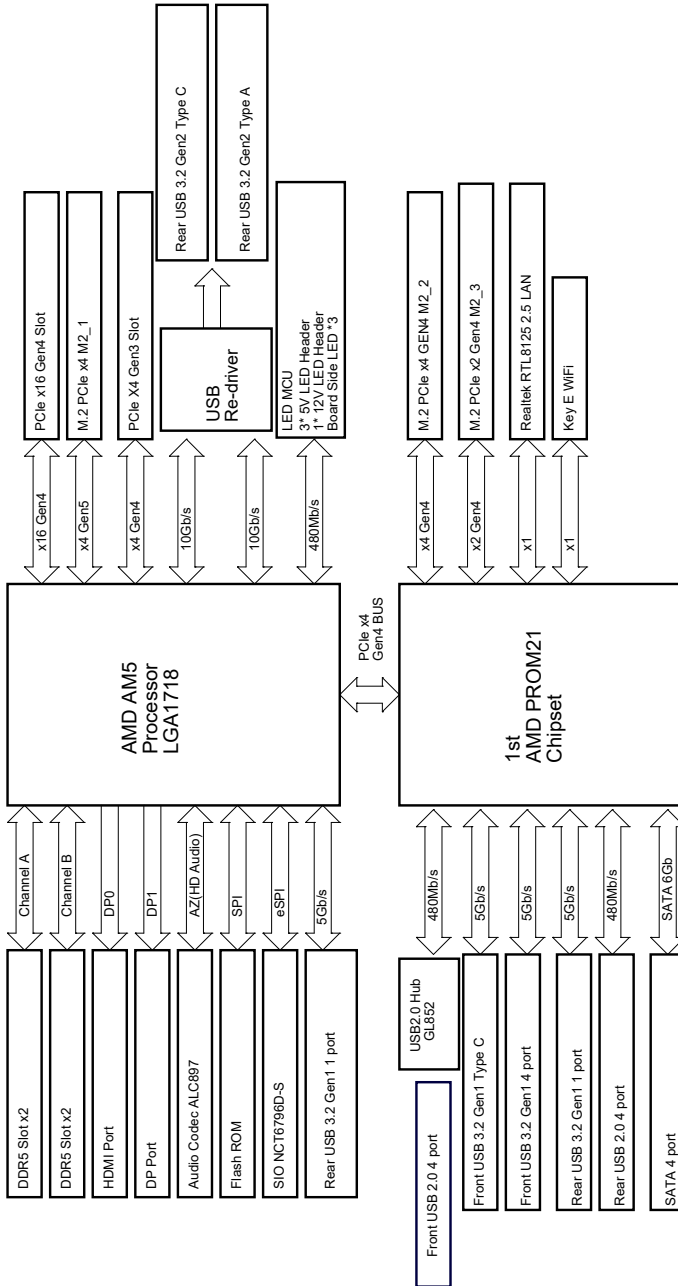 DDR5 Slot x2
Channel A
DDR5 Slot x2
Channel B
HDMI Port
DP0
DP Port
DP1
Audio Codec ALC897
AZ(HD Audio)
Flash ROM
SPI
SIO NCT6796D-S
eSPI
Rear USB 3.2 Gen1 1 port
5Gb/s
AMD AM5
Processor
LGA1718
x16 Gen4
PCIe x16 Gen4 Slot
x4 Gen5
M.2 PCIe x4 M2_1
x4 Gen4
PCIe X4 Gen3 Slot
10Gb/s
10Gb/s
USB
Re-driver
Rear USB 3.2 Gen2 Type C
Rear USB 3.2 Gen2 Type A
480Mb/s
LED MCU
3* 5V LED Header
1* 12V LED Header
Board Side LED *3
PCIe x4
Gen4 BUS
Front USB 2.0 4 port
USB2.0 Hub
GL852
480Mb/s
Front USB 3.2 Gen1 Type C
5Gb/s
Front USB 3.2 Gen1 4 port
5Gb/s
Rear USB 3.2 Gen1 1 port
5Gb/s
Rear USB 2.0 4 port
480Mb/s
SATA 4 port
SATA 6Gb
1st
AMD PROM21
Chipset
x4 Gen4
M.2 PCIe x4 GEN4 M2_2
x2 Gen4
M.2 PCIe x2 Gen4 M2_3
x1
Realtek RTL8125 2.5 LAN
x1
Key E WiFi